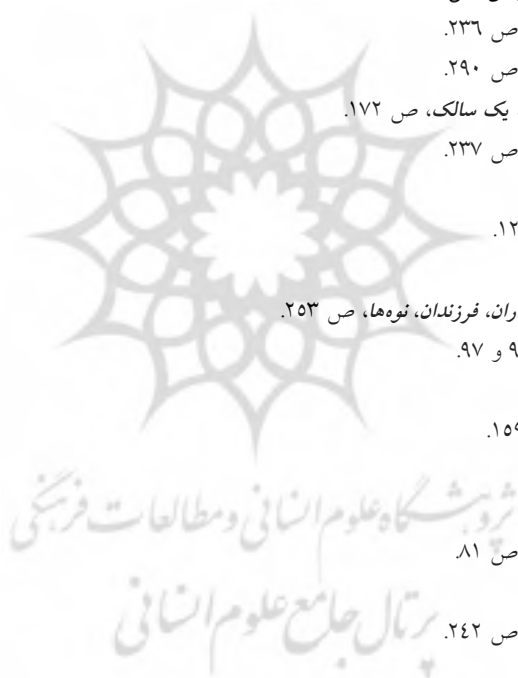 ص ۲۳٦.
ص ۲۹۰.
یک سالک، ص ۱۷۲.
ص ۲۳۷.
۱۲.
ران، فرزندان، نوه‌ها، ص ۲۵۳.
۹ و ۹۷.
۱۵۹.
پژوهشگاه علوم انسانی و مطالعات فرهنگی
ص ۸۱.
پرتال جامع علوم انسانی
ص ۲٤۲.